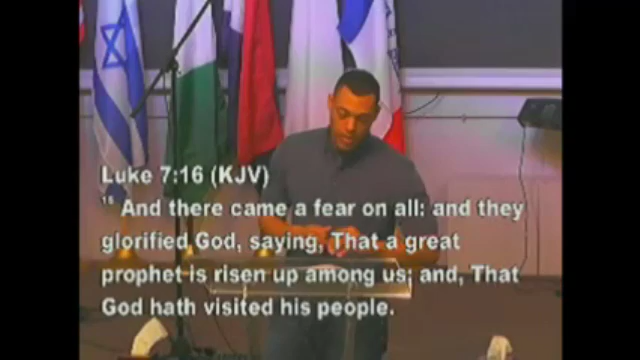 Luke 7:16 (KJV)
16 And there came a fear on all: and they
glorified God, saying, That a great
prophet is risen up among us; and, That
God hath visited his people.